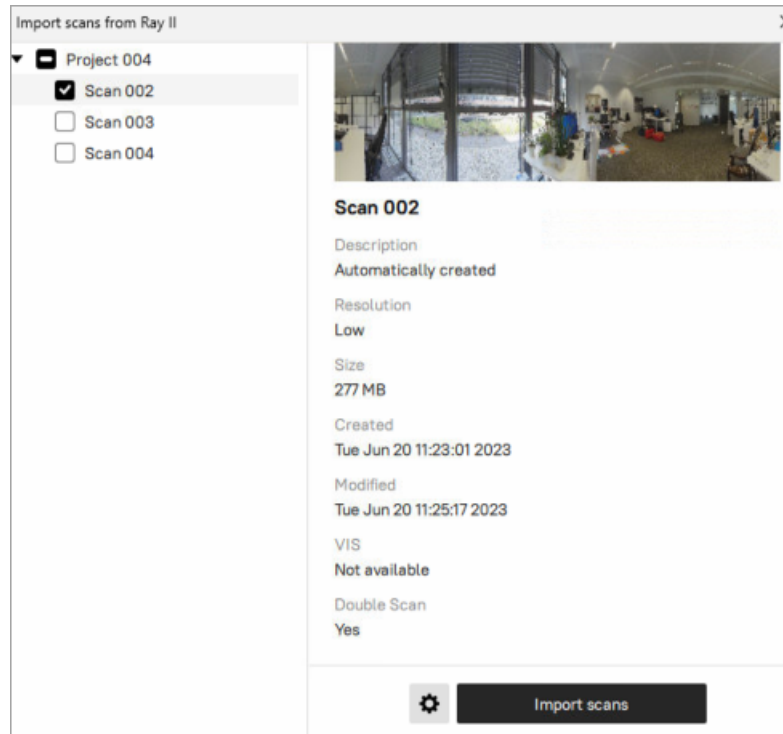 Import scans from Ray II
Project 004
Scan 002
Scan 003
Scan 004
Scan 002
Description
Automatically created
Resolution
Low
Size
277 MB
Created
Tue Jun 20 11:23:01 2023
Modified
Tue Jun 20 11:25:17 2023
VIS
Not available
Double Scan
Yes
Import scans